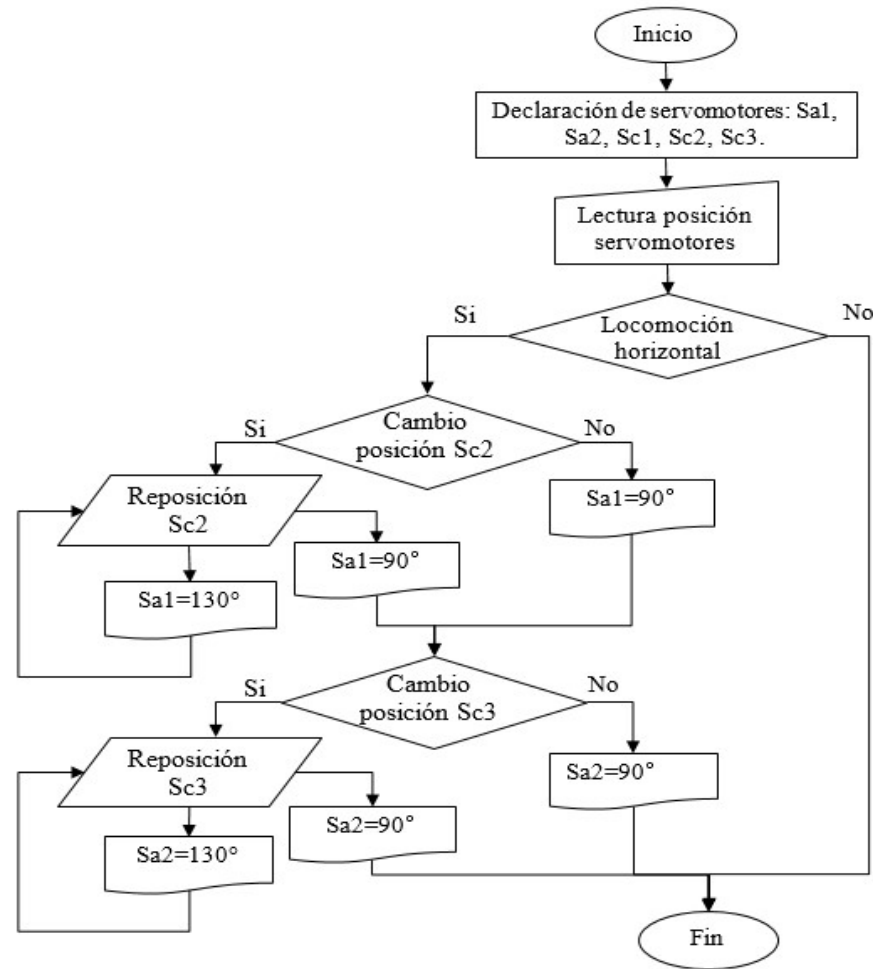 Inicio
Declaración de servomotores: Sa1,
Sa2, Sc1, Sc2, Sc3.
Lectura posición
servomotores
Si
Locomoción
horizontal
No
Si
Cambio
posición Sc2
No
Reposición
Sc2
Sa1=90°
Sa1=90°
Sa1=130°
Si
Cambio
posición Sc3
No
Reposición
Sc3
Sa2=90°
Sa2=90°
Sa2=130°
Fin